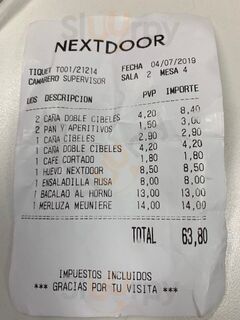 NEXTDOOR
TIQUET T001/21214 FECHA 04/07/2019
CAMARERO SUPERVISOR SALA 2 MESA 4
UDS DESCRIPCION PVP IMPORTE
2 CAÑA DOBLE CIBELES 4,20 8,40
2 PAN Y APERITIVOS 1,50 3,00
1 CAÑA CIBELES 2,90 2,90
1 CAÑA DOBLE CIBELES 4,20 4,20
1 CAFE CORTADO 1,80 1,80
1 HUEVO NEXTDOOR 8,50 8,50
1 ENSALADILLA RUSA 8,00 8,00
1 BACALAO AL HORNO 13,00 13,00
1 MERLUZA MEUNIERE 14,00 14,00
TOTAL 63,80
IMPUESTOS INCLUIDOS
*** GRACIAS POR TU VISITA ***